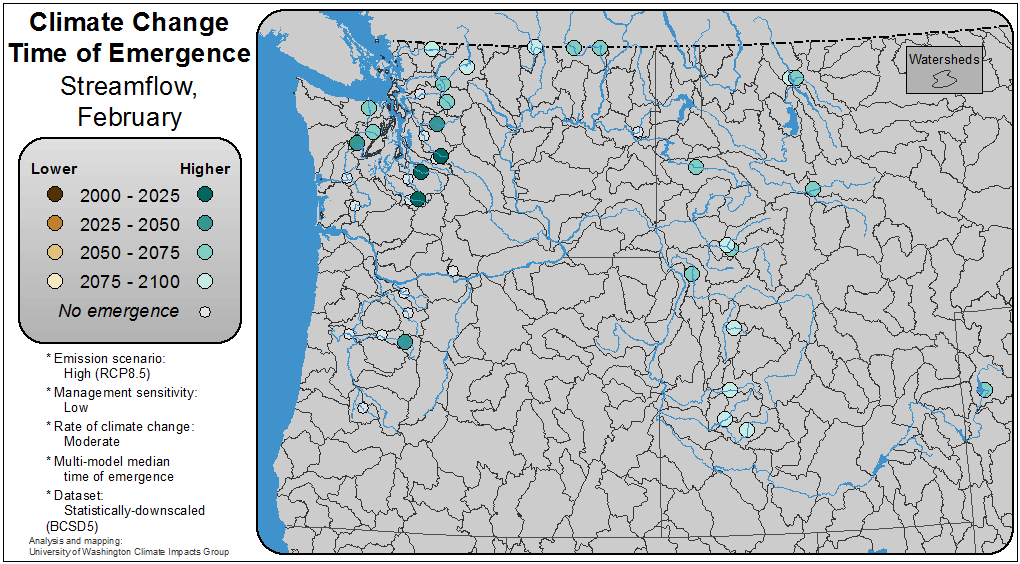 Climate Change
Time of Emergence
Streamflow,
February
Lower Higher
2000 - 2025
2025 - 2050
2050 - 2075
2075 - 2100
No emergence
* Emission scenario:
High (RCP8.5)
* Management sensitivity:
Low
* Rate of climate change:
Moderate
* Multi-model median
time of emergence
* Dataset:
Statistically-downscaled
(BCSD5)
Analysis and mapping:
University of Washington Climate Impacts Group
Watersheds